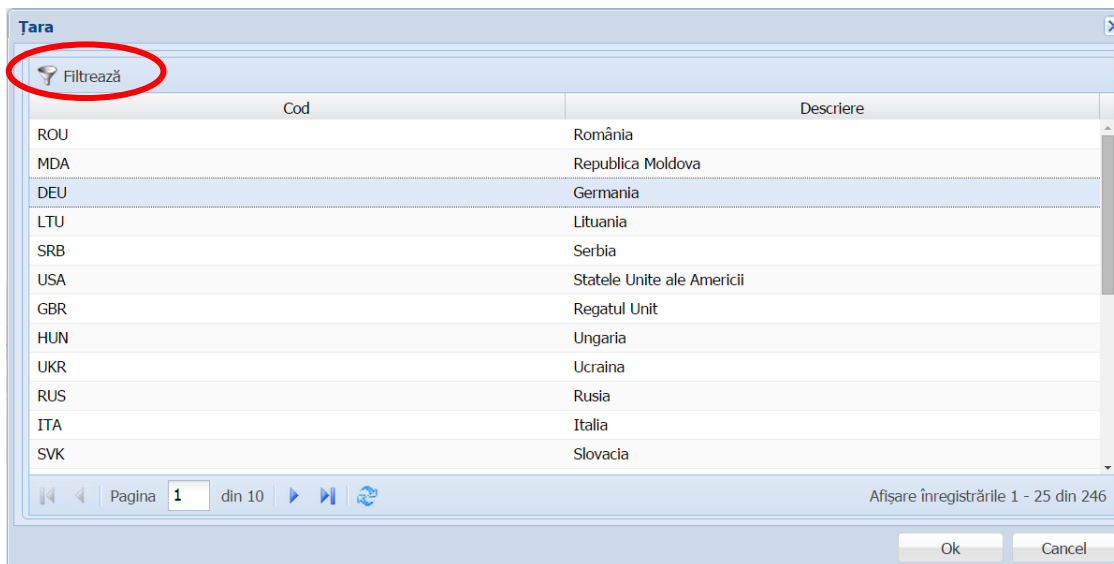 Țara
Filtrează
Cod Descriere
ROU România
MDA Republica Moldova
DEU Germania
LTU Lituania
SRB Serbia
USA Statele Unite ale Americii
GBR Regatul Unit
HUN Ungaria
UKR Ucraina
RUS Rusia
ITA Italia
SVK Slovacia
Pagina 1 din 10 Afișare înregistrările 1 - 25 din 246
Ok Cancel